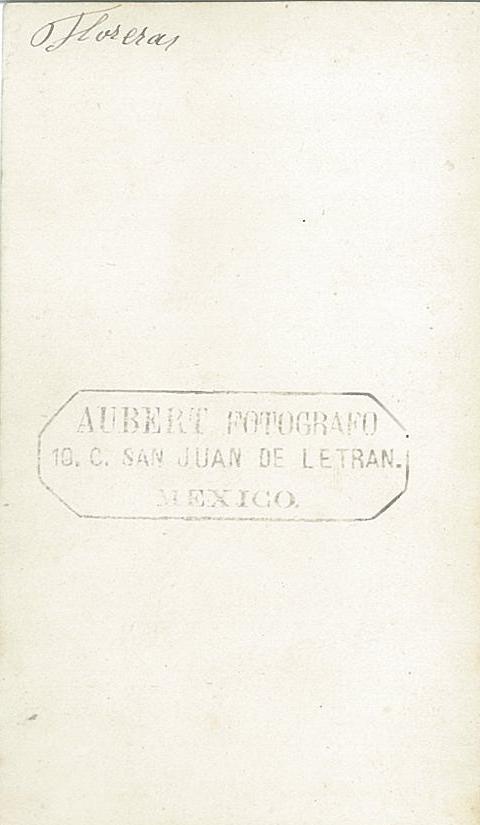 Floreras
AUBERT FOTOGRAFO
10. C. SAN JUAN DE LETRAN.
MEXICO.